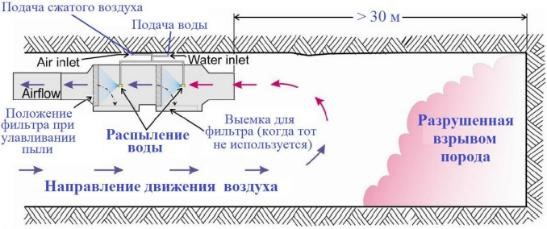 Подача сжатого воздуха
Подача воды
> 30 м
Air inlet
Water inlet
Airflow
Положение
фильтра при
улавливании
пыли
Распыление
воды
Выемка для
фильтра (когда тот
не используется)
Разрушенная
взрывом
порода
Направление движения воздуха